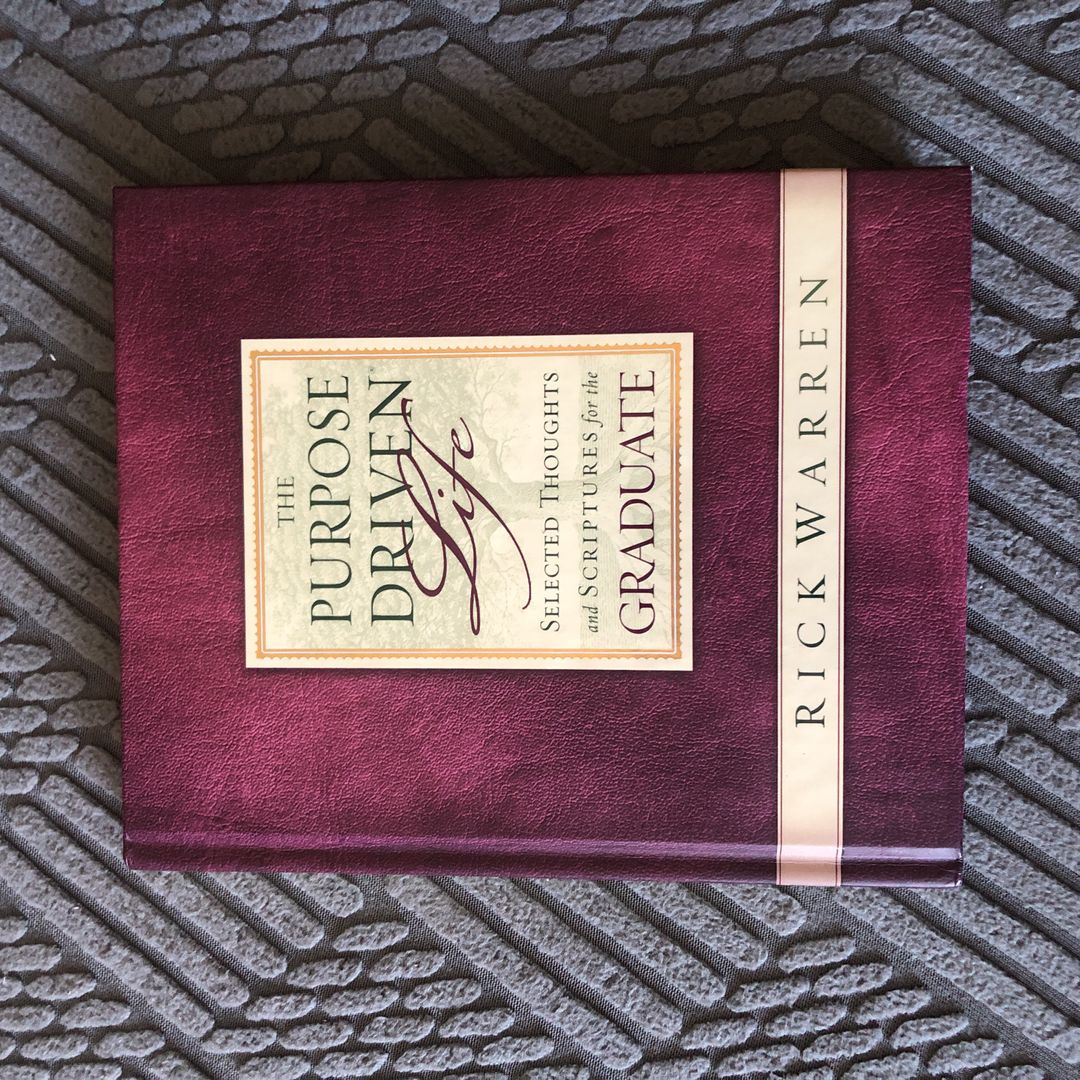 THE
PURPOSE
DRIVEN®
Life
SELECTED THOUGHTS
and SCRIPTURES for the
GRADUATE
RICK WARREN